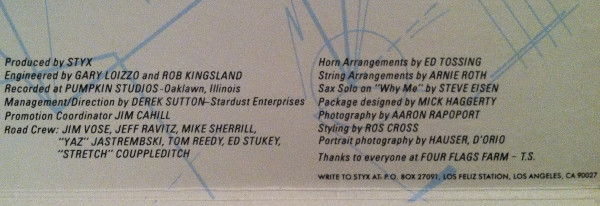 Produced by STYX
Engineered by GARY LOIZZO and ROB KINGSLAND
Recorded at PUMPKIN STUDIOS-Oaklawn, Illinois
Management/Direction by DEREK SUTTON-Stardust Enterprises
Promotion Coordinator JIM CAHILL
Road Crew: JIM VOSE, JEFF RAVITZ, MIKE SHERRILL,
"YAZ" JASTREMBSKI, TOM REEDY, ED STUKEY,
"STRETCH" COUPPLEDITCH
Horn Arrangements by ED TOSSING
String Arrangements by ARNIE ROTH
Sax Solo on "Why Me" by STEVE EISEN
Package designed by MICK HAGGERTY
Photography by AARON RAPOPORT
Styling by ROS CROSS
Portrait photography by HAUSER, D'ORIO
Thanks to everyone at FOUR FLAGS FARM - T.S.
WRITE TO STYX AT: P.O. BOX 27091, LOS FELIZ STATION, LOS ANGELES, CA 90027